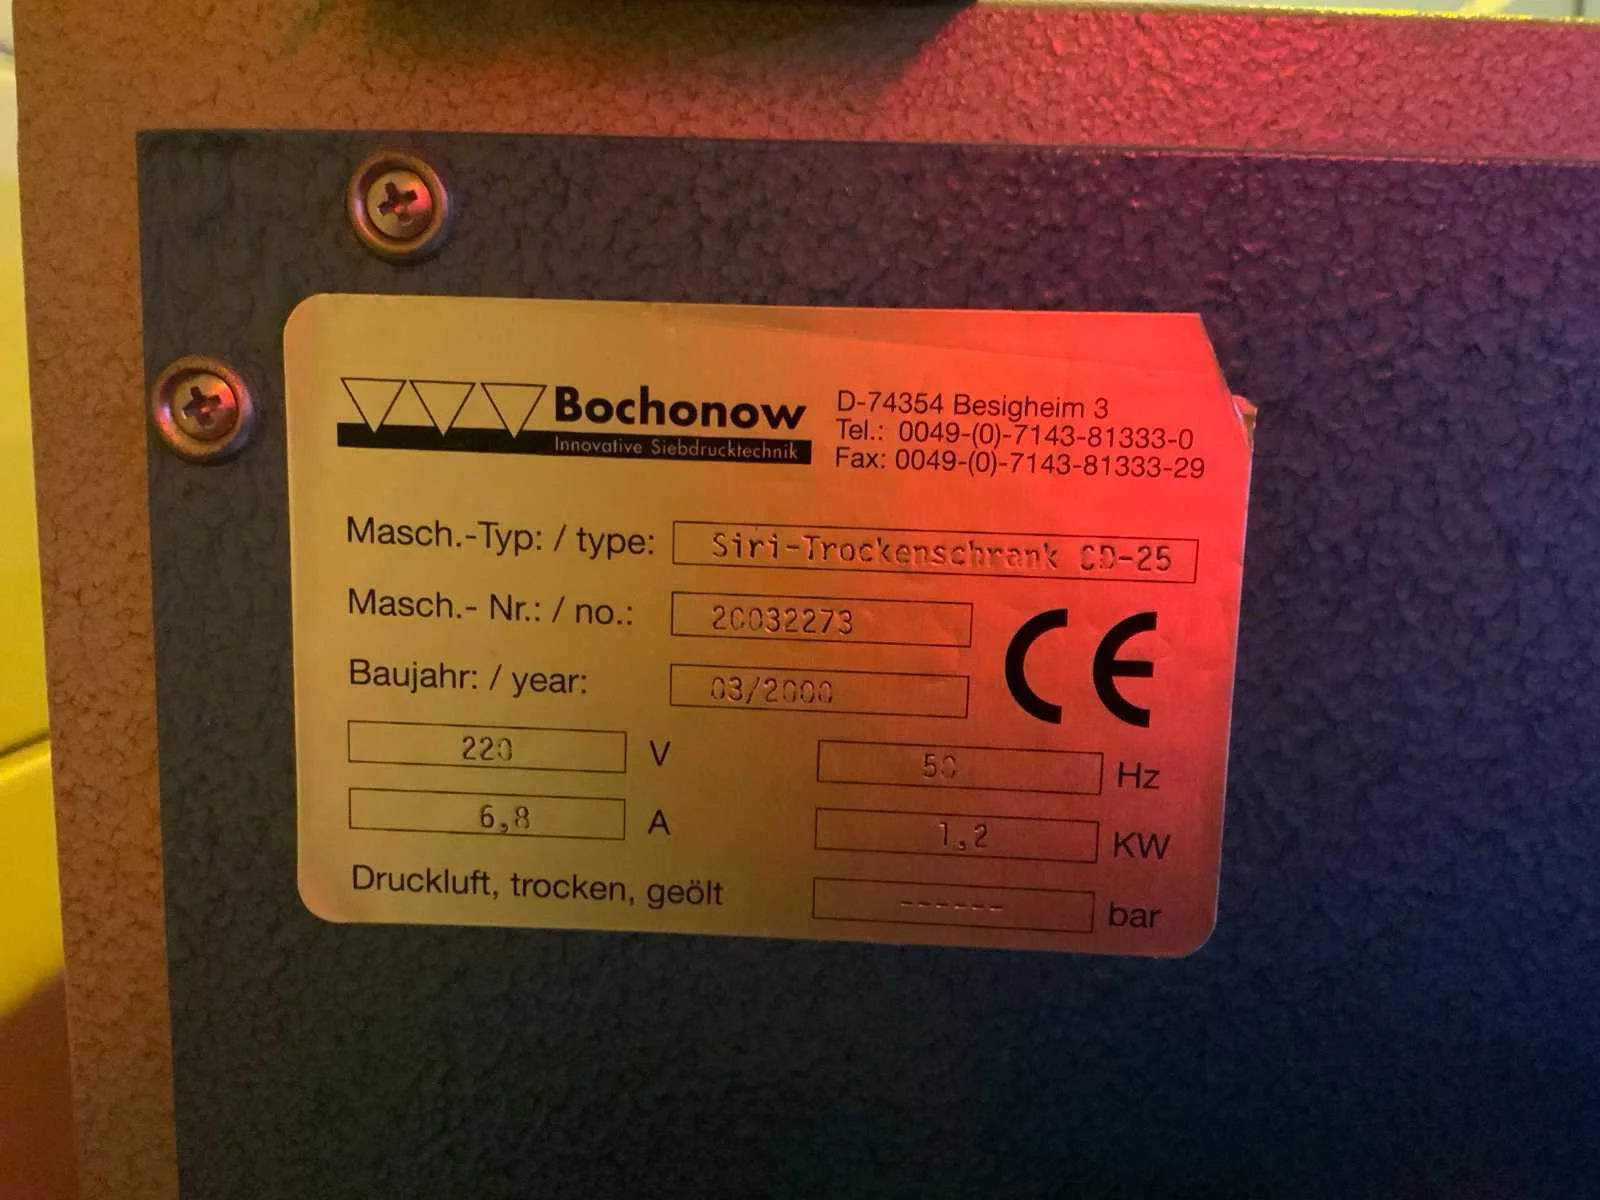 Bochonow
Innovative Siebdrucktechnik
D-74354 Besigheim 3
Tel.: 0049-(0)-7143-81333-0
Fax: 0049-(0)-7143-81333-29
Masch.-Typ: / type: Siri-Trockenschrank CD-25
Masch.- Nr.: / no.: 20032273
CE
Baujahr: / year: 03/2000
220 V 50 Hz
6,8 A 1,2 KW
Druckluft, trocken, geölt ------ bar